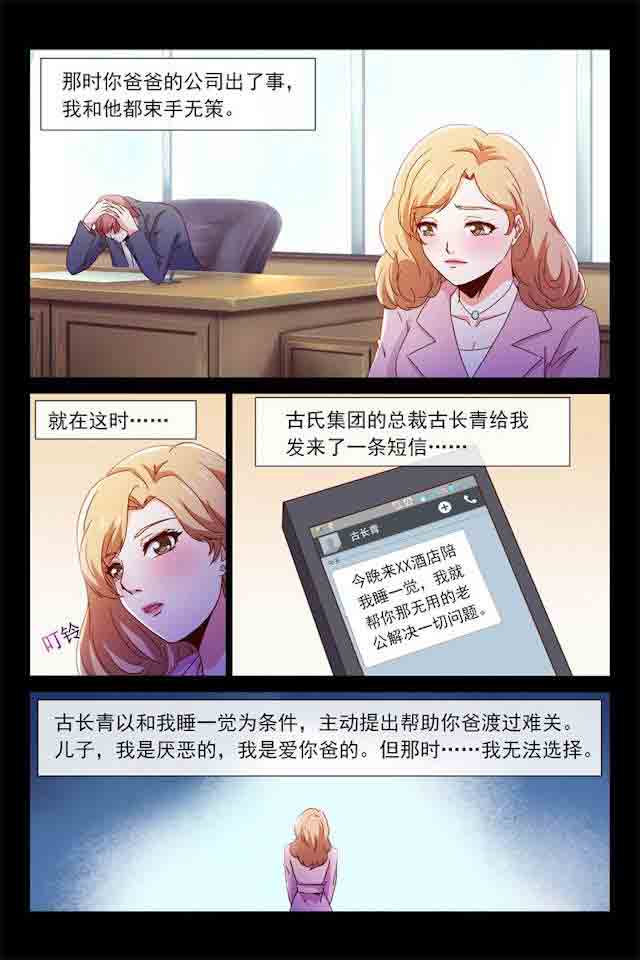 那时你爸爸的公司出了事，
我和他都束手无策。
就在这时……
古氏集团的总裁古长青给我
发来了一条短信……
叮铃
古长青
今晚来XX酒店陪
我睡一觉，我就
帮你那无用的老
公解决一切问题。
古长青以和我睡一觉为条件，主动提出帮助你爸渡过难关。
儿子，我是厌恶的，我是爱你爸的。但那时……我无法选择。